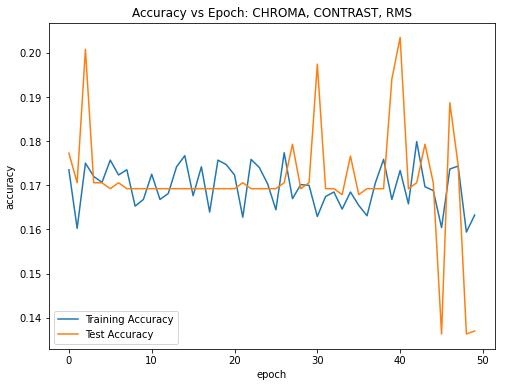 Accuracy vs Epoch: CHROMA, CONTRAST, RMS
accuracy
0.20
0.19
0.18
0.17
0.16
0.15
0.14
Training Accuracy
Test Accuracy
0 10 20 30 40 50
epoch